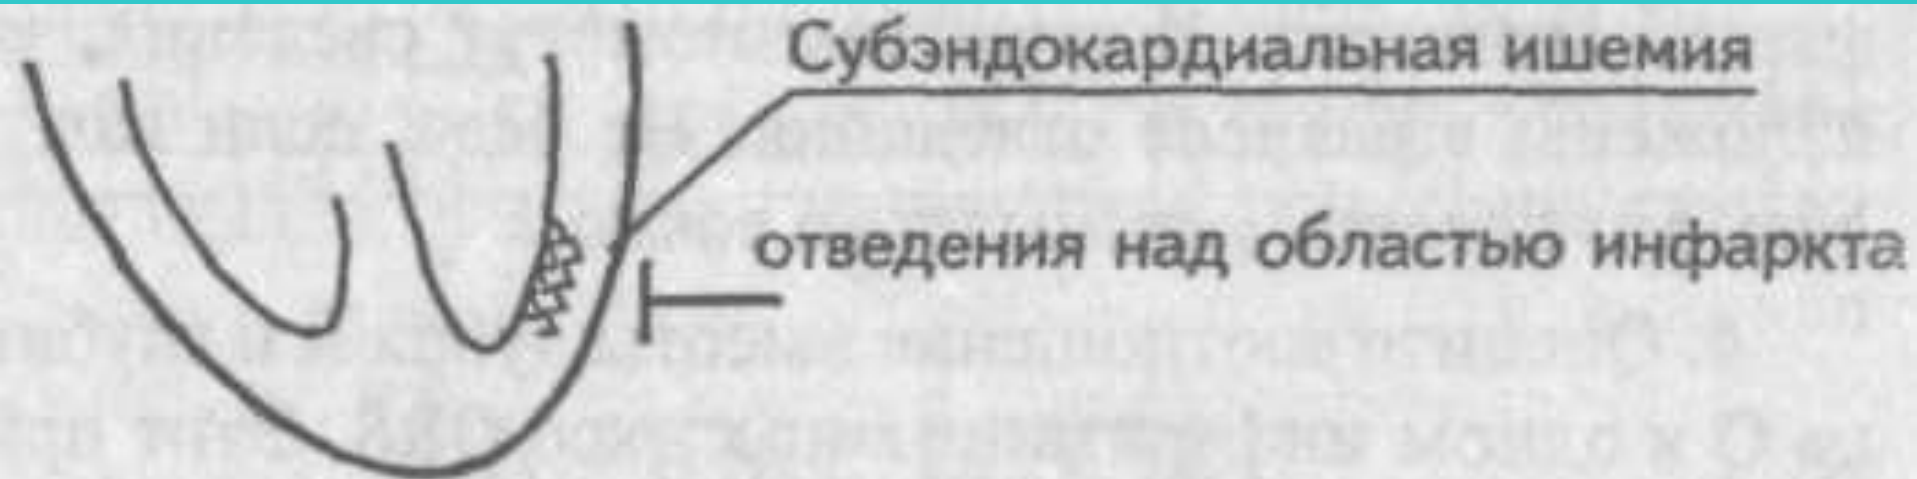 Субэндокардиальная ишемия
отведения над областью инфаркта